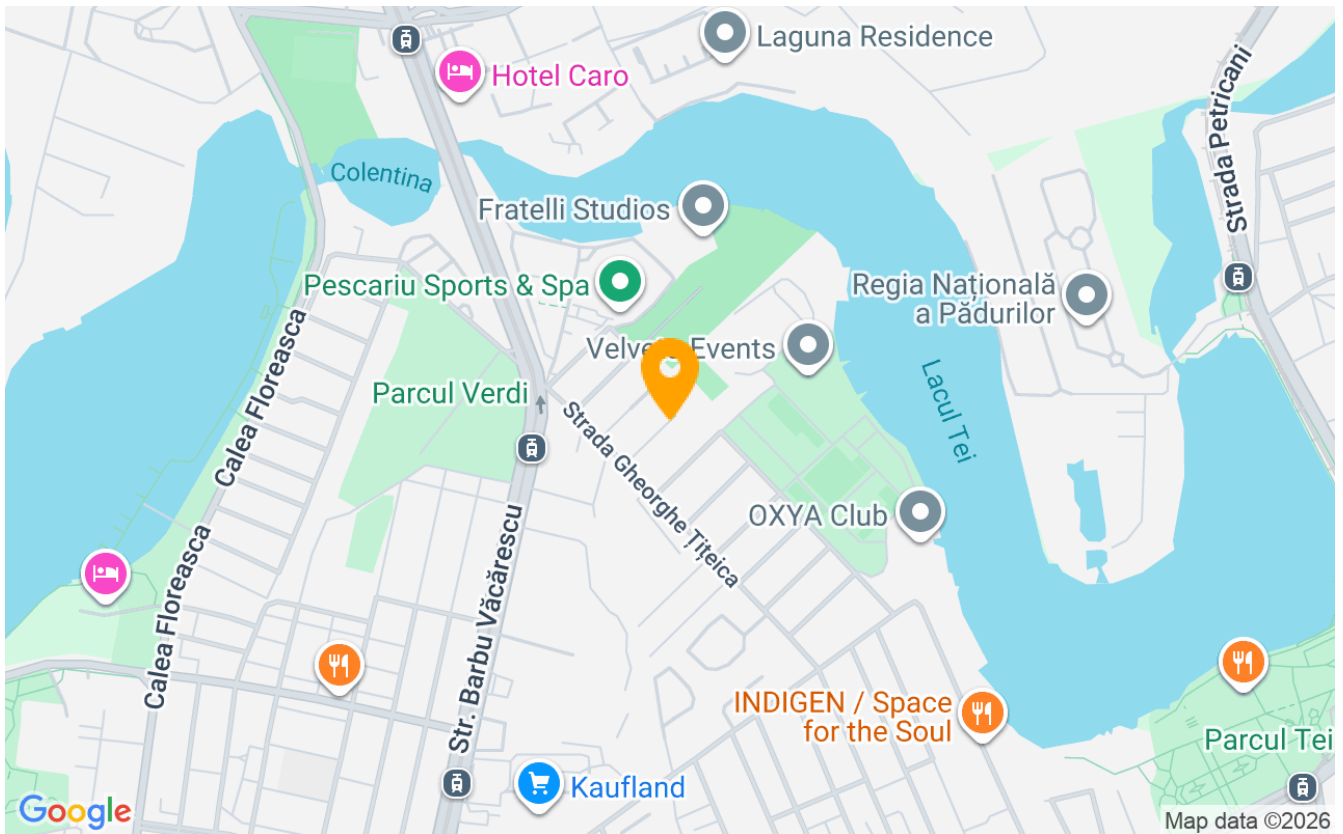 Laguna Residence
Hotel Caro
Strada Petricani
Colentina
Fratelli Studios
Pescariu Sports & Spa
Regia Națională
a Pădurilor
Calea Floreasca
Events
Parcul Verdi
Lacul Tei
Strada Gheorghe Țițeica
OXYA Club
Calea Floreasca
Str. Barbu Văcărescu
INDIGEN / Space
for the Soul
Parcul Tei
Kaufland
Google
Map data ©2026